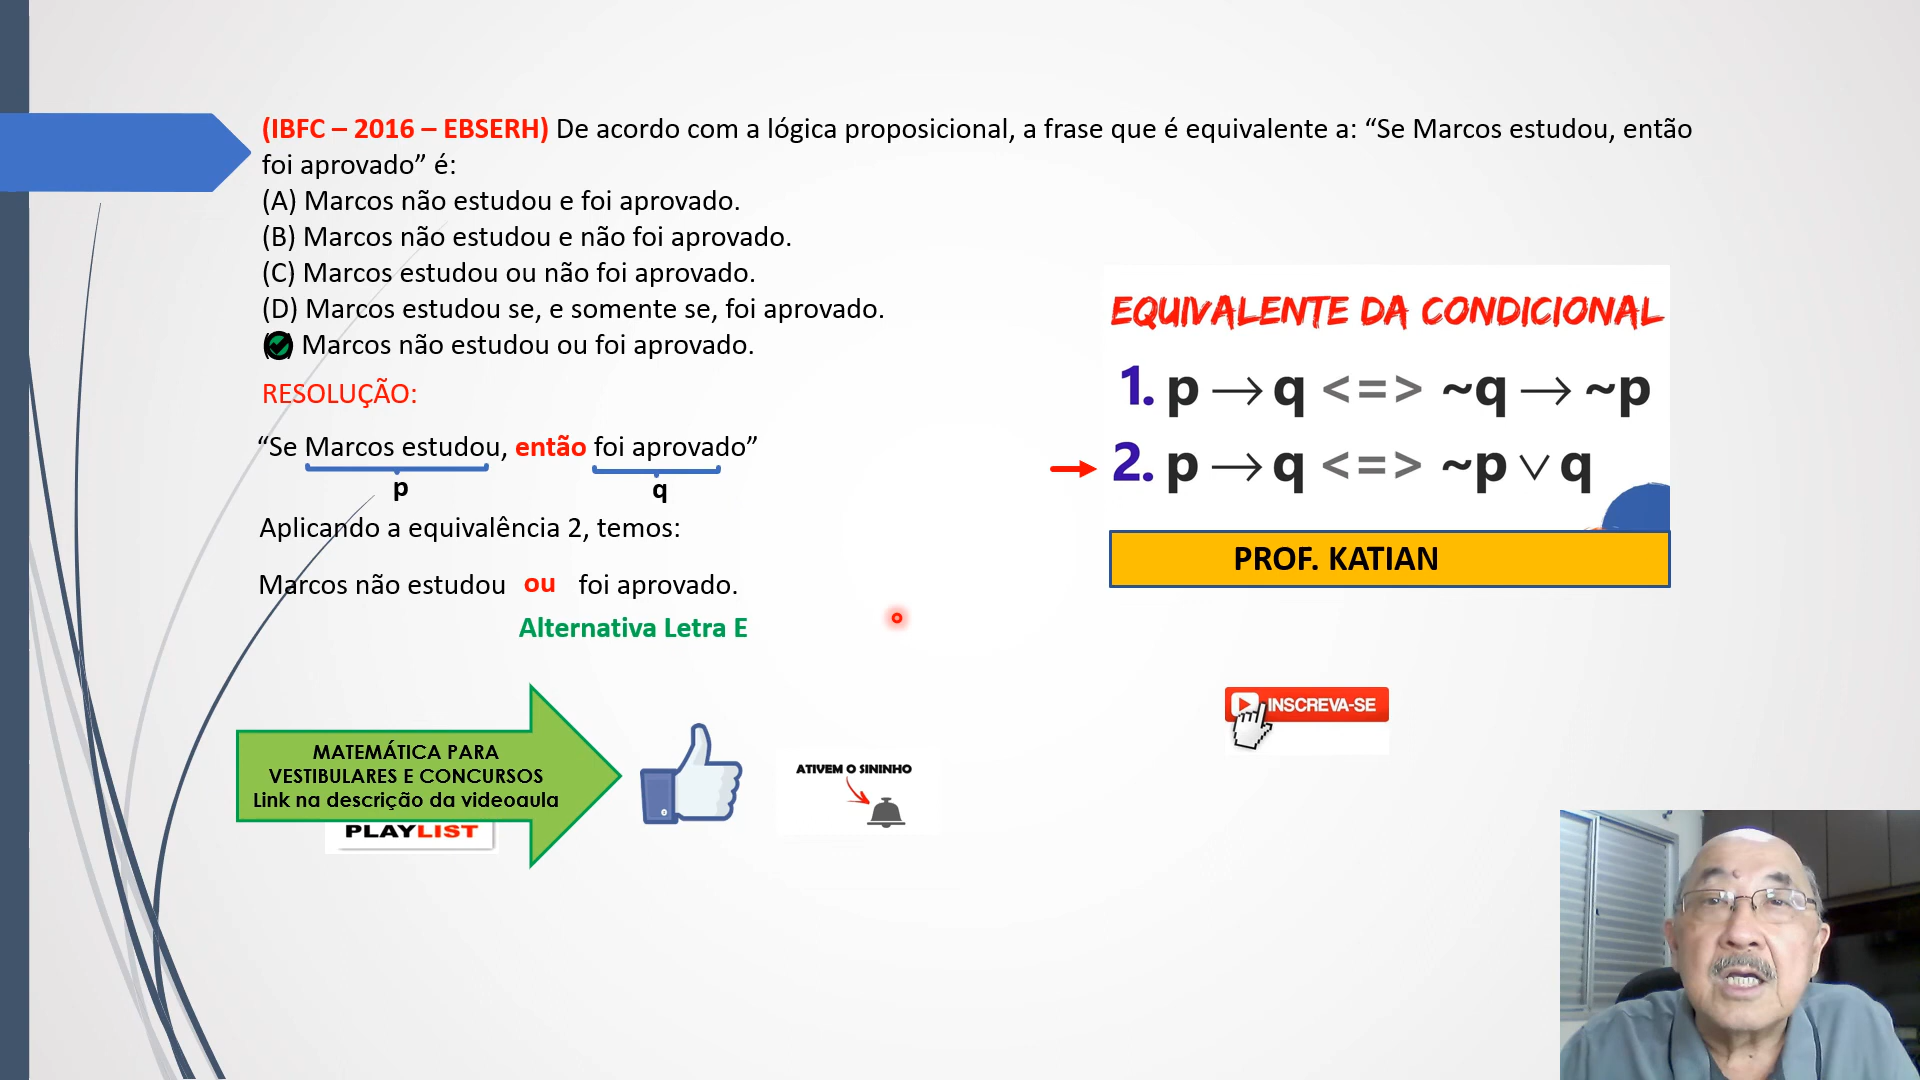 (IBFC – 2016 – EBSERH) De acordo com a lógica proposicional, a frase que é equivalente a: “Se Marcos estudou, então
foi aprovado” é:
(A) Marcos não estudou e foi aprovado.
(B) Marcos não estudou e não foi aprovado.
(C) Marcos estudou ou não foi aprovado.
(D) Marcos estudou se, e somente se, foi aprovado.
Marcos não estudou ou foi aprovado.
RESOLUÇÃO:
“Se Marcos estudou, então foi aprovado”
p q
Aplicando a equivalência 2, temos:
Marcos não estudou ou foi aprovado.
Alternativa Letra E
EQUIVALENTE DA CONDICIONAL
1. p → q <=> ~q → ~p
2. p → q <=> ~p ∨ q
PROF. KATIAN
INSCREVA-SE
MATEMÁTICA PARA
VESTIBULARES E CONCURSOS
Link na descrição da videoaula
PLAYLIST
ATIVEM O SININHO